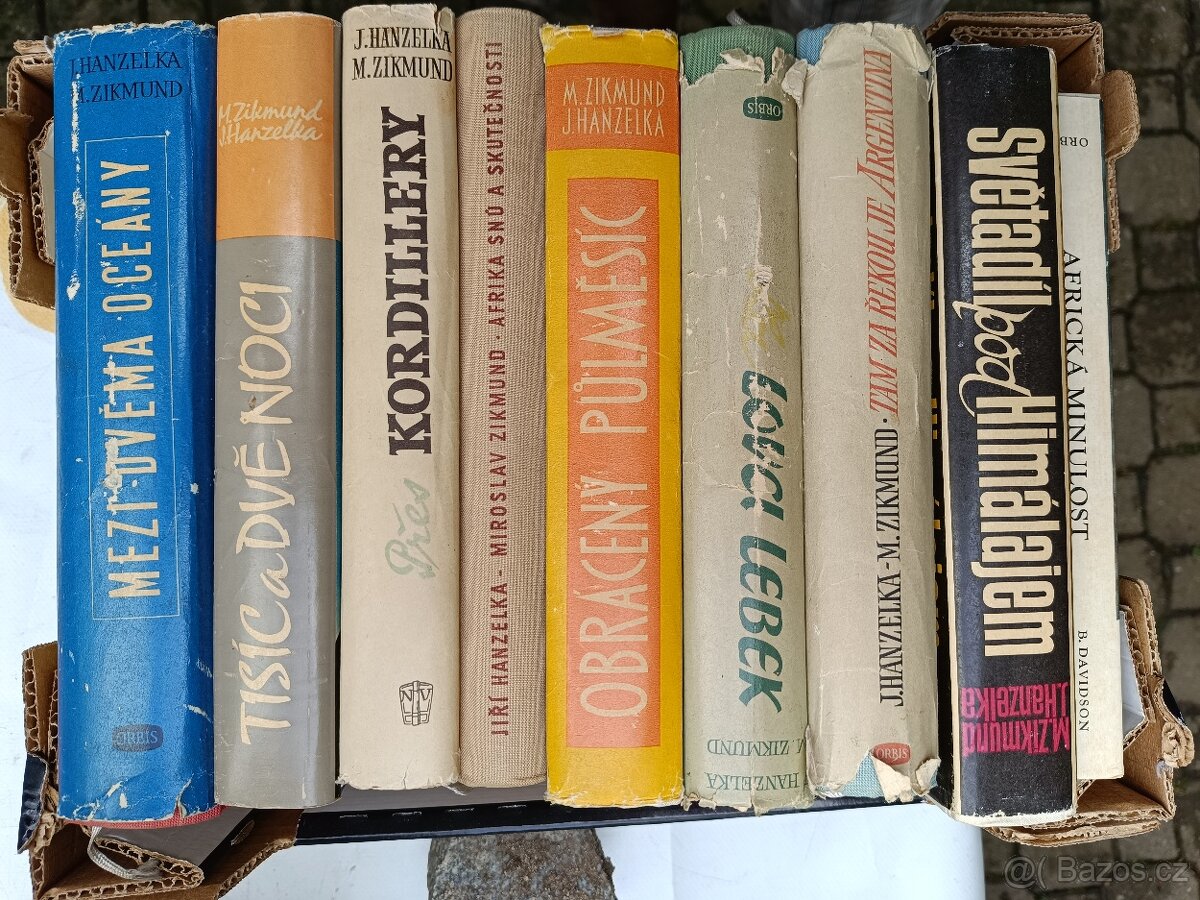 J. HANZELKA
M. ZIKMUND
MEZI DVĚMA OCEÁNY
ORBIS
M. Zikmund
J. Hanzelka
TISÍC a DVĚ NOCI
J. HANZELKA
M. ZIKMUND
Přes KORDILLERY
NV
JIŘÍ HANZELKA - MIROSLAV ZIKMUND · AFRIKA SNŮ A SKUTEČNOSTI
M. ZIKMUND
J. HANZELKA
OBRÁCENÝ PŮLMĚSÍC
ORBIS
LOVCI LEBEK
M. ZIKMUND
HANZELKA
J. HANZELKA - M. ZIKMUND · TAM ZA ŘEKOU JE ARGENTINA
ORBIS
Světadíl pod Himálajem
M. Zikmund
J. Hanzelka
ORB
AFRICKÁ MINULOST
B. DAVIDSON
@( Bazos.cz